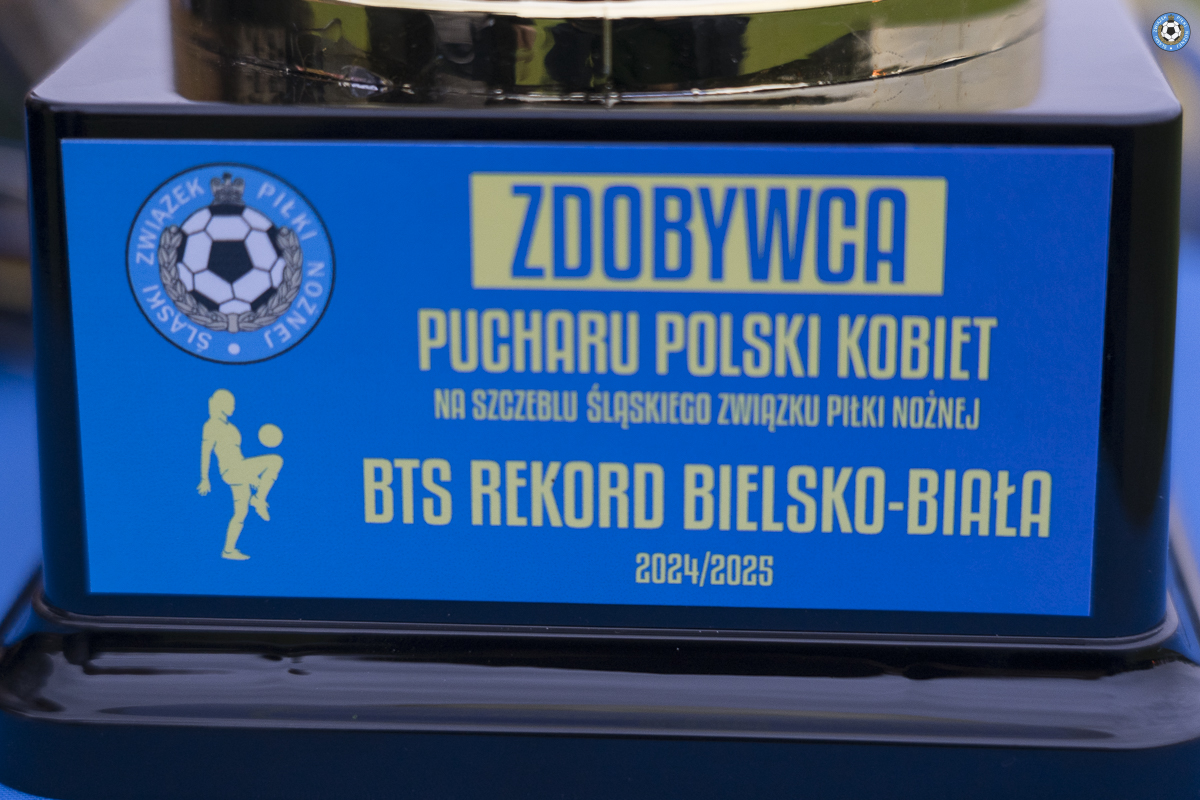 ŚLĄSKI ZWIĄZEK PIŁKI NOŻNEJ
ZDOBYWCA
PUCHARU POLSKI KOBIET
NA SZCZEBLU ŚLĄSKIEGO ZWIĄZKU PIŁKI NOŻNEJ
BTS REKORD BIELSKO-BIAŁA
2024/2025